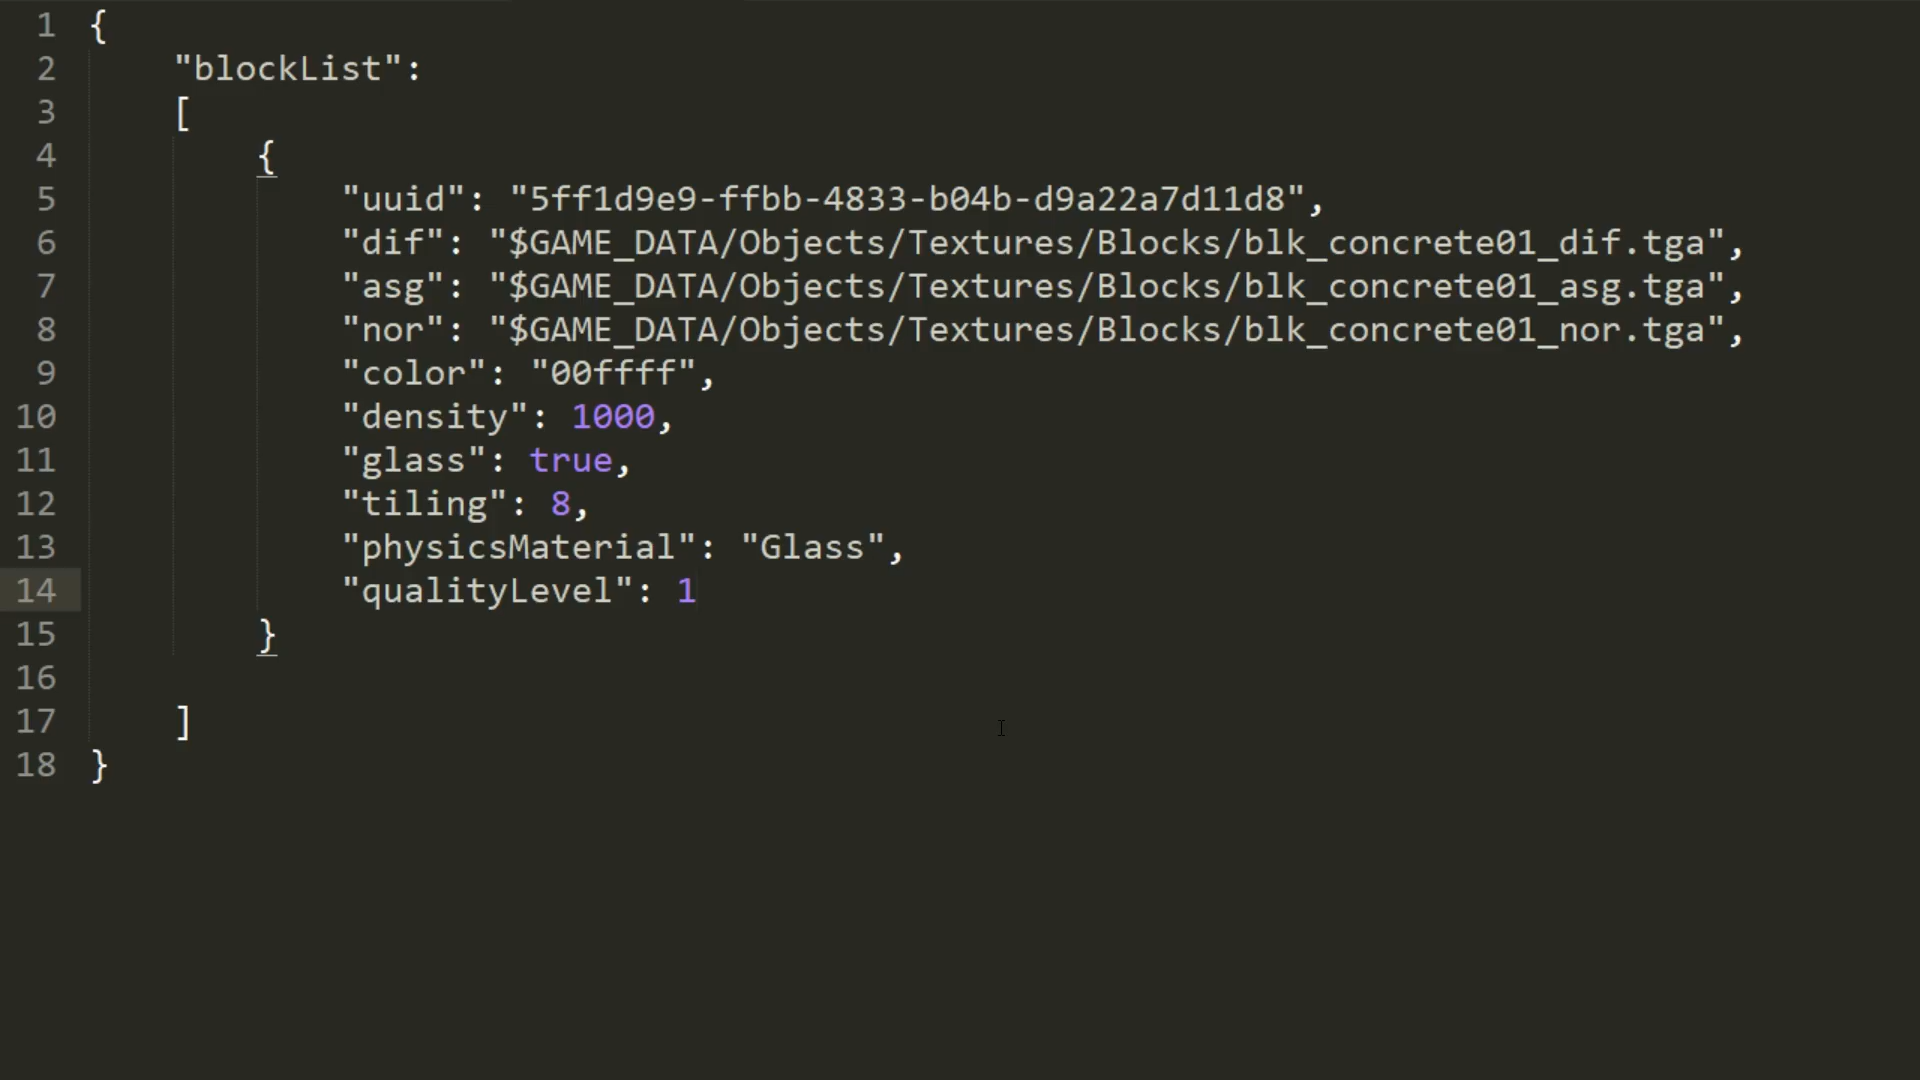 1 {
2 "blockList":
3 [
4 {
5 "uuid": "5ff1d9e9-ffbb-4833-b04b-d9a22a7d11d8",
6 "dif": "$GAME_DATA/Objects/Textures/Blocks/blk_concrete01_dif.tga",
7 "asg": "$GAME_DATA/Objects/Textures/Blocks/blk_concrete01_asg.tga",
8 "nor": "$GAME_DATA/Objects/Textures/Blocks/blk_concrete01_nor.tga",
9 "color": "00ffff",
10 "density": 1000,
11 "glass": true,
12 "tiling": 8,
13 "physicsMaterial": "Glass",
14 "qualityLevel": 1
15 }
16
17 ]
18 }